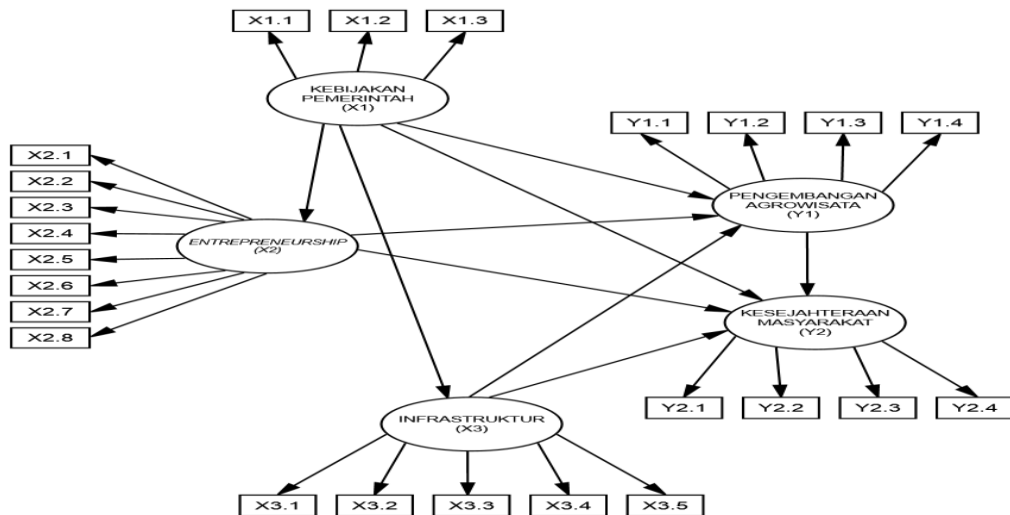 X1.1
X1.2
X1.3
KEBIJAKAN
PEMERINTAH
(X1)
Y1.1
Y1.2
Y1.3
Y1.4
X2.1
X2.2
X2.3
X2.4
X2.5
X2.6
X2.7
X2.8
PENGEMBANGAN
AGROWISATA
(Y1)
ENTREPRENEURSHIP
(X2)
KESEJAHTERAAN
MASYARAKAT
(Y2)
Y2.1
Y2.2
Y2.3
Y2.4
INFRASTRUKTUR
(X3)
X3.1
X3.2
X3.3
X3.4
X3.5